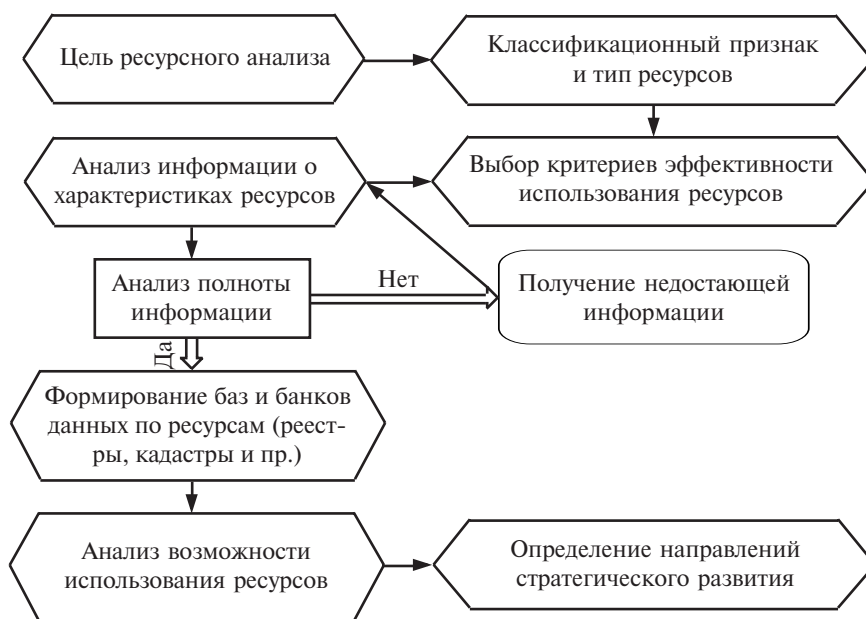 Цель ресурсного анализа
Классификационный признак
и тип ресурсов
Анализ информации о
характеристиках ресурсов
Выбор критериев эффективности
использования ресурсов
Анализ полноты
информации
Нет
Получение недостающей
информации
Да
Формирование баз и банков
данных по ресурсам (реест-
ры, кадастры и пр.)
Анализ возможности
использования ресурсов
Определение направлений
стратегического развития